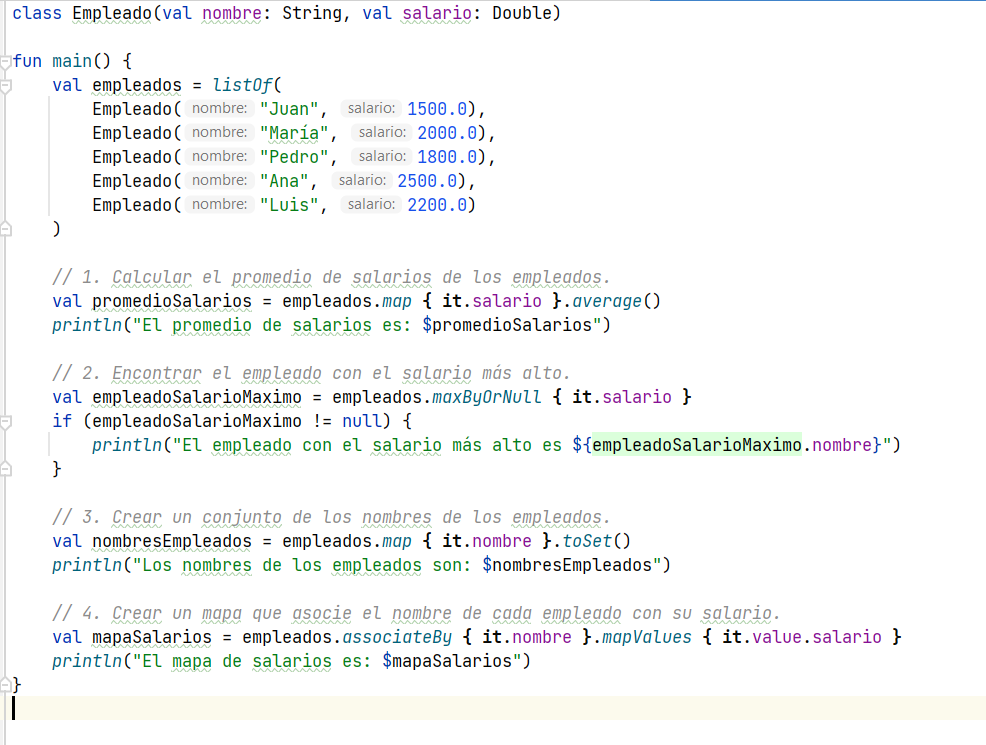 class Empleado(val nombre: String, val salario: Double)
fun main() {
    val empleados = listOf(
        Empleado( nombre: "Juan", salario: 1500.0),
        Empleado( nombre: "María", salario: 2000.0),
        Empleado( nombre: "Pedro", salario: 1800.0),
        Empleado( nombre: "Ana", salario: 2500.0),
        Empleado( nombre: "Luis", salario: 2200.0)
    )
    // 1. Calcular el promedio de salarios de los empleados.
    val promedioSalarios = empleados.map { it.salario }.average()
    println("El promedio de salarios es: $promedioSalarios")
    // 2. Encontrar el empleado con el salario más alto.
    val empleadoSalarioMaximo = empleados.maxByOrNull { it.salario }
    if (empleadoSalarioMaximo != null) {
        println("El empleado con el salario más alto es ${empleadoSalarioMaximo.nombre}")
    }
    // 3. Crear un conjunto de los nombres de los empleados.
    val nombresEmpleados = empleados.map { it.nombre }.toSet()
    println("Los nombres de los empleados son: $nombresEmpleados")
    // 4. Crear un mapa que asocie el nombre de cada empleado con su salario.
    val mapaSalarios = empleados.associateBy { it.nombre }.mapValues { it.value.salario }
    println("El mapa de salarios es: $mapaSalarios")
}